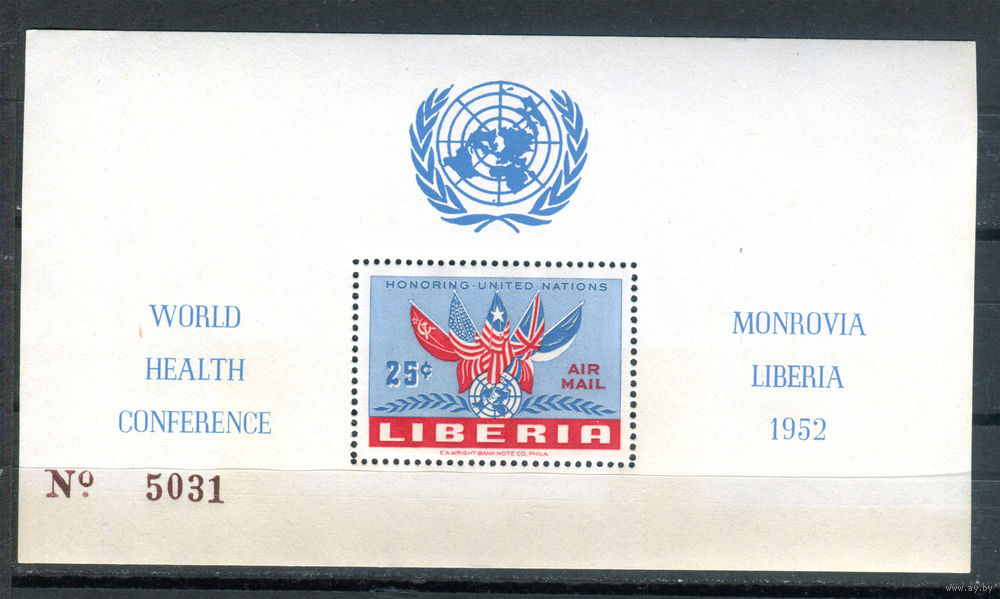 HONORING·UNITED·NATIONS
25¢
AIR
MAIL
LIBERIA
E.A.WRIGHT BANK NOTE CO., PHILA.
WORLD
HEALTH
CONFERENCE
MONROVIA
LIBERIA
1952
Nº 5031
www.ay.by